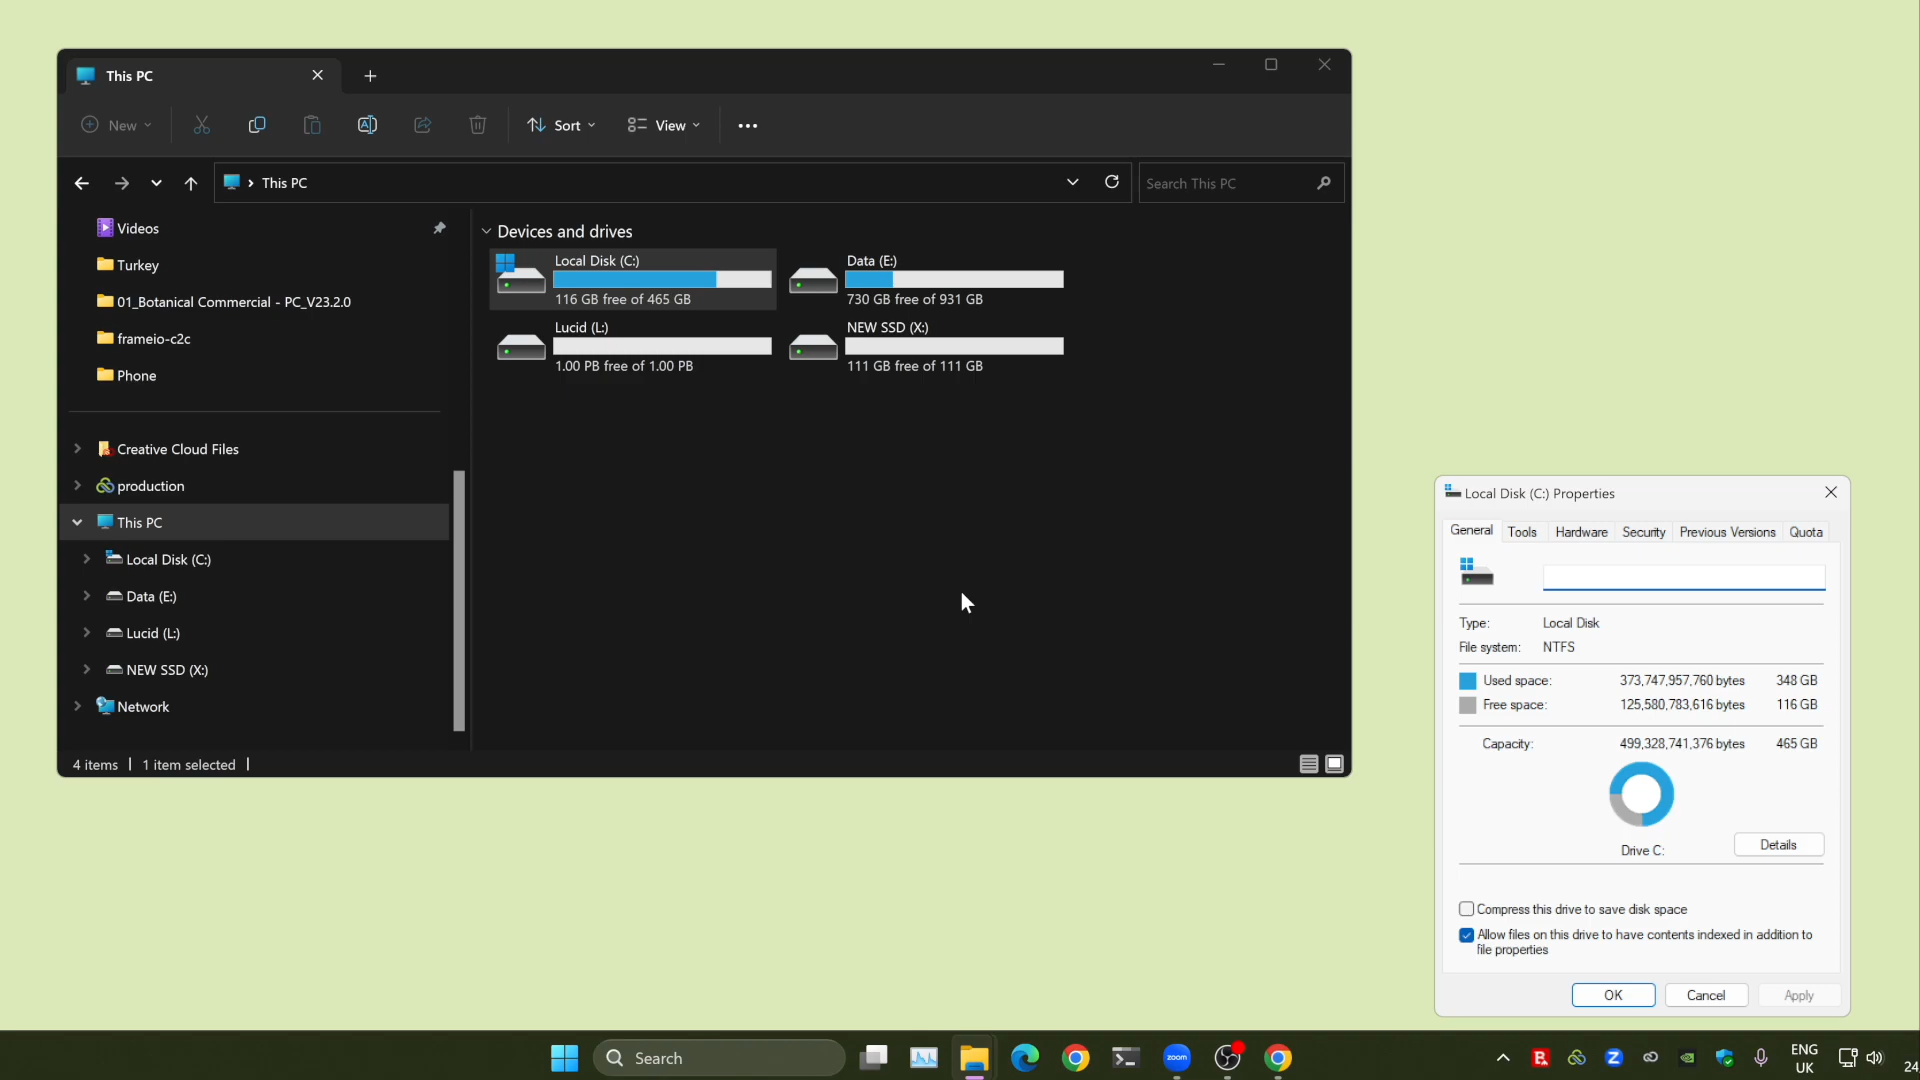 This PC
New
Sort
View
This PC
Search This PC
Videos
Turkey
01_Botanical Commercial - PC_V23.2.0
frameio-c2c
Phone
Creative Cloud Files
production
This PC
Local Disk (C:)
Data (E:)
Lucid (L:)
NEW SSD (X:)
Network
Devices and drives
Local Disk (C:)
116 GB free of 465 GB
Data (E:)
730 GB free of 931 GB
Lucid (L:)
1.00 PB free of 1.00 PB
NEW SSD (X:)
111 GB free of 111 GB
4 items
1 item selected
Local Disk (C:) Properties
General Tools Hardware Security Previous Versions Quota
Type: Local Disk
File system: NTFS
Used space: 373,747,957,760 bytes 348 GB
Free space: 125,580,783,616 bytes 116 GB
Capacity: 499,328,741,376 bytes 465 GB
Drive C:
Details
Compress this drive to save disk space
Allow files on this drive to have contents indexed in addition to
file properties
OK Cancel Apply
Search
zoom
ENG
UK
24